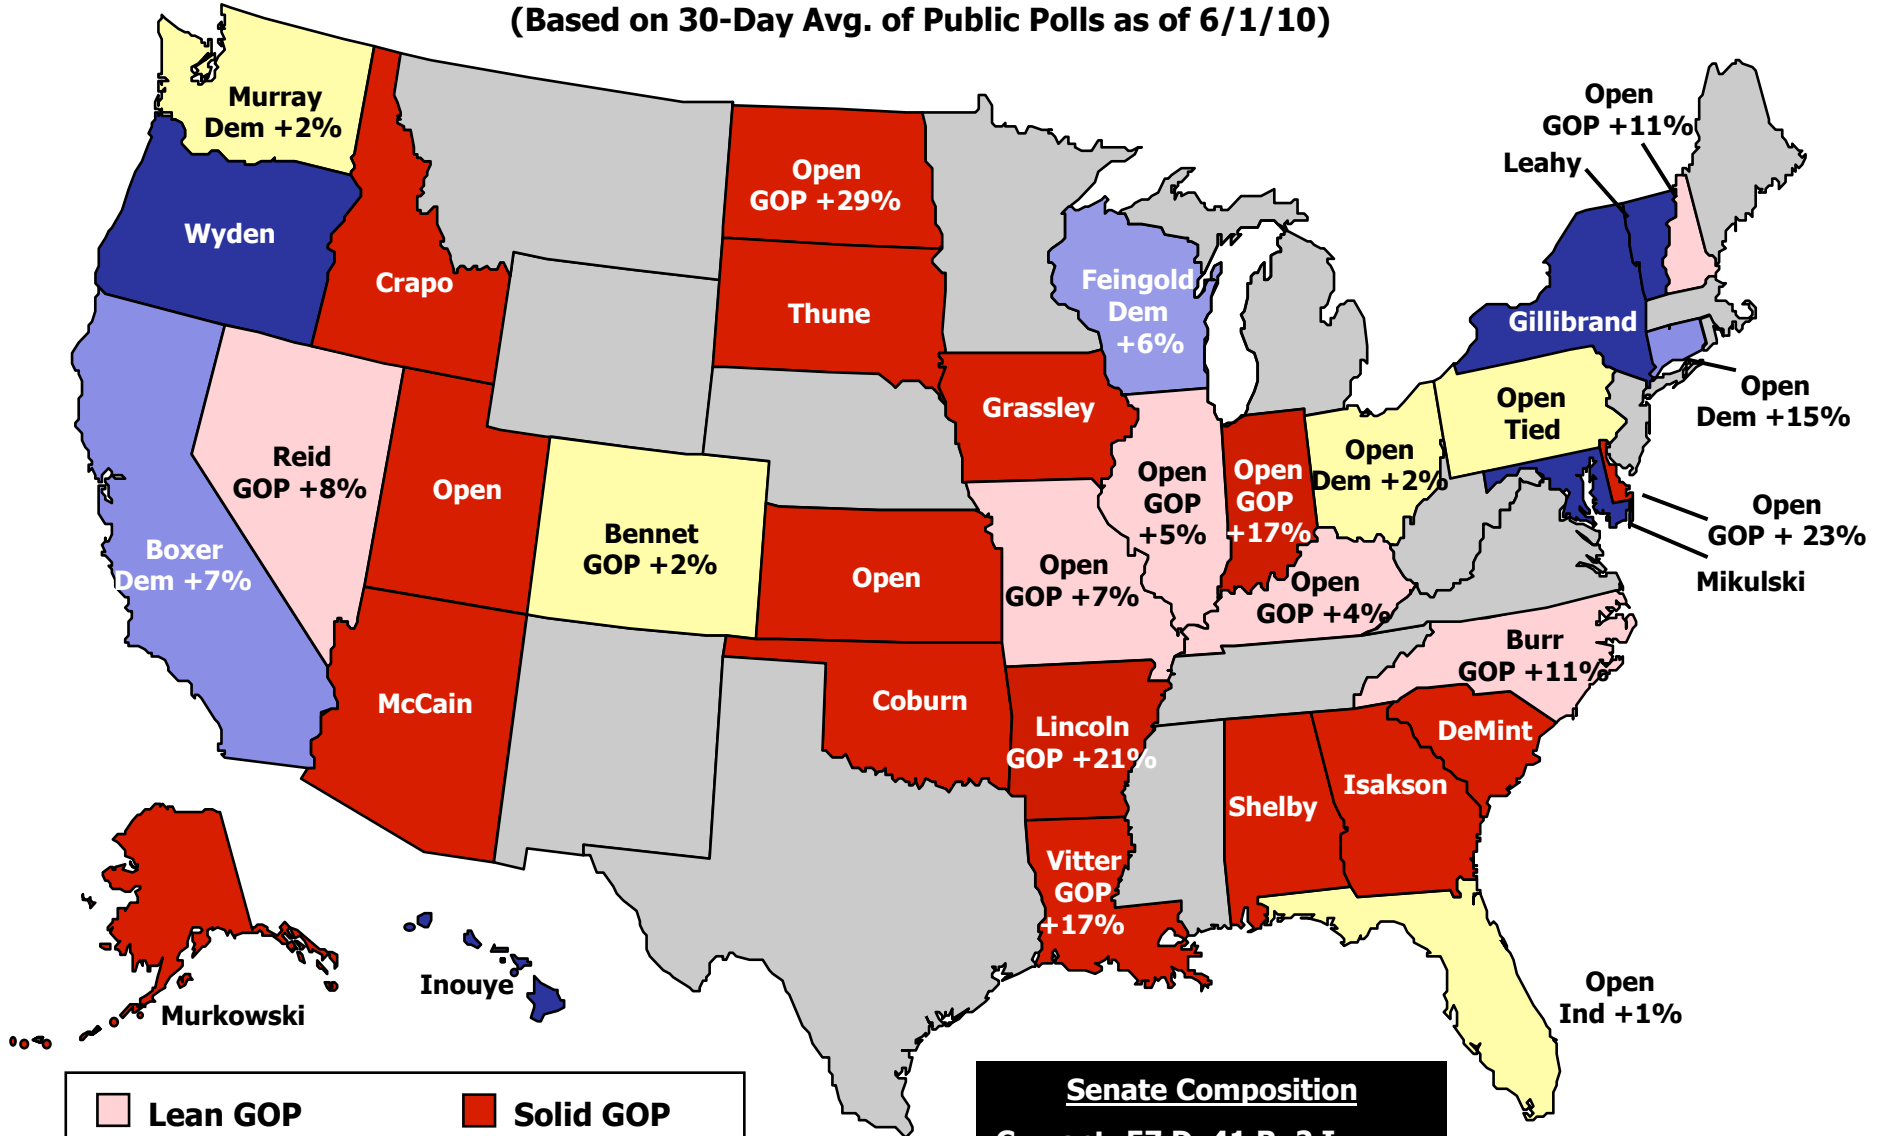 (Based on 30-Day Avg. of Public Polls as of 6/1/10)
Murray
Dem +2%
Open
GOP +11%
Leahy
Open
GOP +29%
Wyden
Crapo
Thune
Feingold
Dem
+6%
Gillibrand
Open
Dem +15%
Grassley
Open
Tied
Reid
GOP +8%
Open
Open
GOP
+5%
Open
GOP
+17%
Open
Dem +2%
Open
GOP + 23%
Bennet
GOP +2%
Boxer
Dem +7%
Open
Open
GOP +7%
Open
GOP +4%
Mikulski
Burr
GOP +11%
McCain
Coburn
Lincoln
GOP +21%
DeMint
Isakson
Shelby
Vitter
GOP
+17%
Inouye
Murkowski
Open
Ind +1%
Lean GOP
Solid GOP
Senate Composition